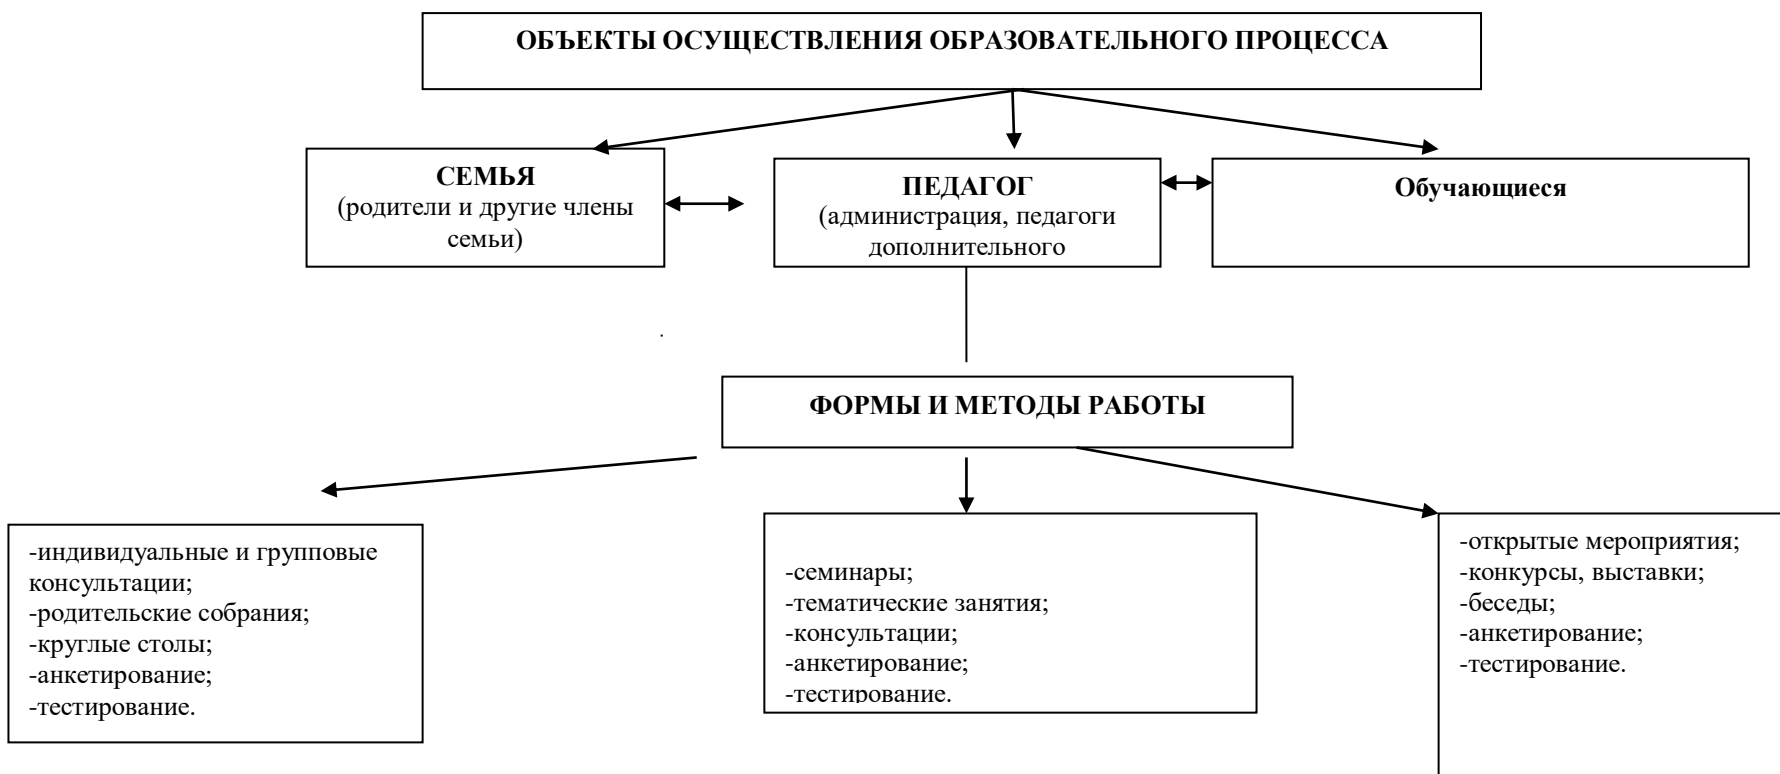 ОБЪЕКТЫ ОСУЩЕСТВЛЕНИЯ ОБРАЗОВАТЕЛЬНОГО ПРОЦЕССА
СЕМЬЯ
(родители и другие члены
семьи)
ПЕДАГОГ
(администрация, педагоги
дополнительного
Обучающиеся
ФОРМЫ И МЕТОДЫ РАБОТЫ
-индивидуальные и групповые
консультации;
-родительские собрания;
-круглые столы;
-анкетирование;
-тестирование.
-семинары;
-тематические занятия;
-консультации;
-анкетирование;
-тестирование.
-открытые мероприятия;
-конкурсы, выставки;
-беседы;
-анкетирование;
-тестирование.